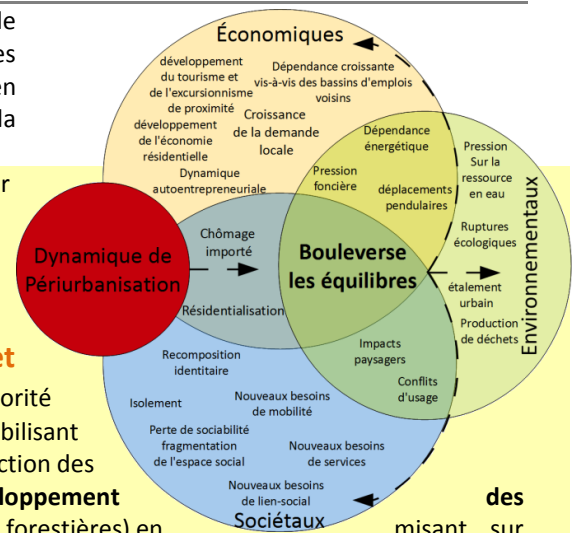 de
es
en
la
r
et
orité
bilisant
ction des
eloppement
des
forestières) en
misant sur
Économiques
développement
du tourisme et
de l'excursionnisme
de proximité
Dépendance croissante
vis-à-vis des bassins d'emplois
voisins
développement
de l'économie
résidentielle
Croissance
de la demande
locale
Dynamique
autoentrepreneuriale
Dépendance
énergétique
Pression
foncière
déplacements
pendulaires
Pression
Sur la
ressource
en eau
Ruptures
écologiques
étalement
urbain
Production
de déchets
Environnementaux
Dynamique de
Périurbanisation
Chômage
importé
Résidentialisation
Bouleverse
les équilibres
Impacts
paysagers
Conflits
d'usage
Recomposition
identitaire
Isolement
Nouveaux besoins
de mobilité
Perte de sociabilité
fragmentation
de l'espace social
Nouveaux besoins
de services
Nouveaux besoins
de lien-social
Sociétaux